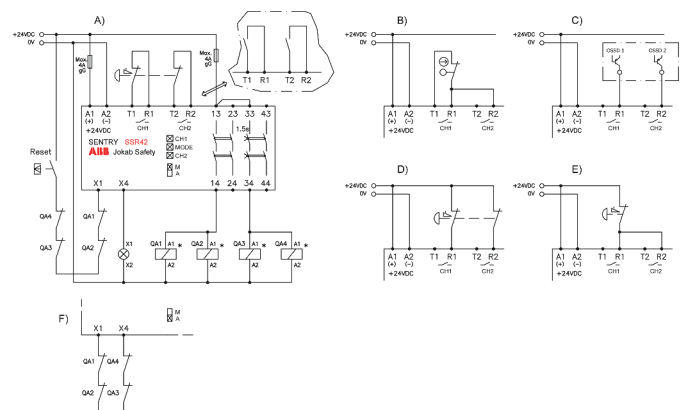 A)
+24VDC
0V
Max.
4A
gG
Max.
4A
gG
T1 R1 T2 R2
A1 A2 T1 R1 T2 R2 13 23 33 43
(+) (−) CH1 CH2
+24VDC
1.5s
SENTRY SSR42
ABB Jokab Safety
CH1
MODE
CH2
M
A
Reset
X1 X4 14 24 34 44
QA4 QA1
QA3 QA2
X1
X2
QA1 A1 * QA2 A1 * QA3 A1 * QA4 A1 *
A2 A2 A2 A2
B)
+24VDC
0V
A1 A2 T1 R1 T2 R2
(+) (−) CH1 CH2
+24VDC
C)
+24VDC
0V
OSSD 1 OSSD 2
A1 A2 T1 R1 T2 R2
(+) (−) CH1 CH2
+24VDC
D)
+24VDC
0V
A1 A2 T1 R1 T2 R2
(+) (−) CH1 CH2
+24VDC
E)
+24VDC
0V
A1 A2 T1 R1 T2 R2
(+) (−) CH1 CH2
+24VDC
F)
M
A
X1 X4
QA1 QA4
QA2 QA3